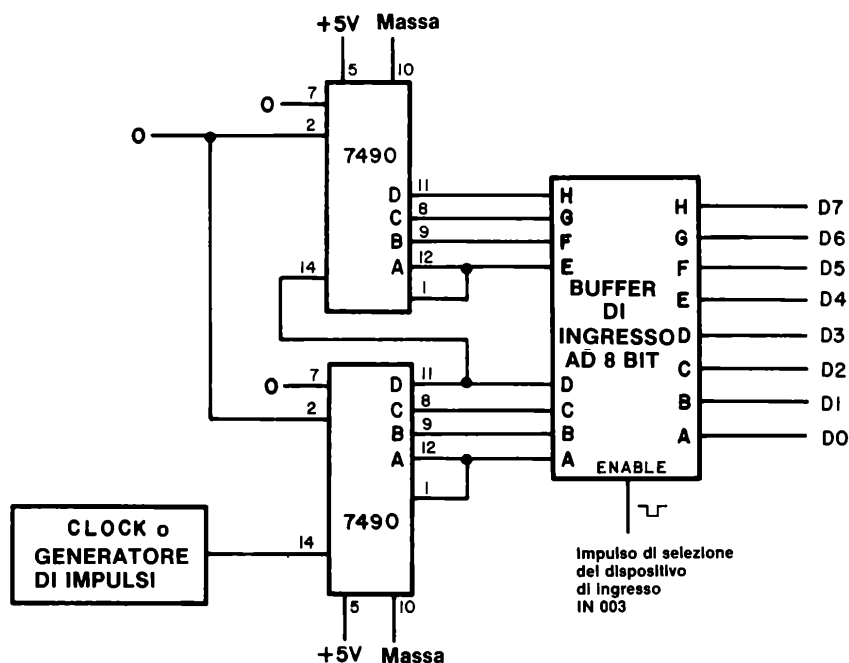 +5V Massa
5 10
O 7
O 2
7490
D 11 H
C 8 G
B 9 F
A 12 E
14
1
H D7
G D6
F D5
E D4
D D3
C D2
B D1
A D0
BUFFER
DI
INGRESSO
AD 8 BIT
O 7
2
D 11 D
C 8 C
B 9 B
A 12 A
1
7490
ENABLE
CLOCK o
GENERATORE
DI IMPULSI
14
5 10
+5V Massa
Impulso di selezione
del dispositivo
di ingresso
IN 003